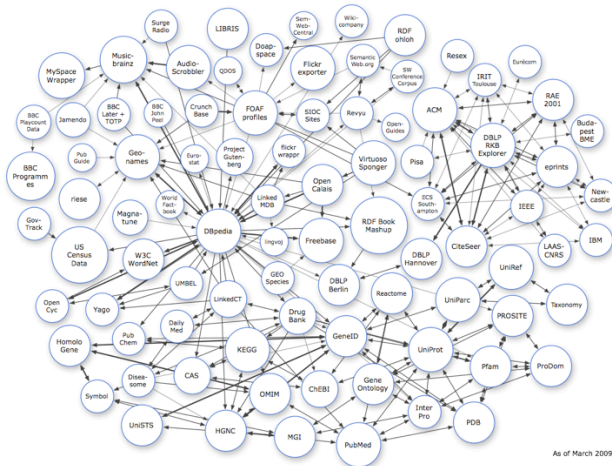 Surge
Radio
LIBRIS
Sem-
Web-
Central
Wiki-
company
RDF
ohloh
Music-
brainz
Doap-
space
MySpace
Wrapper
Audio-
Scrobbler
QDOS
Flickr
exporter
Semantic
Web.org
SW
Conference
Corpus
Resex
IRIT
Toulouse
Eurécom
RAE
2001
BBC
Playcount
Data
Jamendo
BBC
Later +
TOTP
BBC
John
Peel
Crunch
Base
FOAF
profiles
SIOC
Sites
Revyu
Open-
Guides
ACM
DBLP
RKB
Explorer
Budapest
BME
BBC
Programm
es
Pub
Guide
Geo-
names
Euro-
stat
Project
Guten-
berg
flickr
wrappr
Virtuoso
Sponger
Pisa
eprints
riese
World
Fact-
book
Linked
MDB
Open
Calais
ECS
South-
ampton
New-
castle
Gov-
Track
Magna-
tune
DBpedia
lingvoj
RDF Book
Mashup
IEEE
IBM
US
Census
Data
W3C
WordNet
Freebase
CiteSeer
LAAS-
CNRS
DBLP
Hannover
UniRef
GEO
Species
DBLP
Berlin
Open
Cyc
Yago
UMBEL
LinkedCT
Reactome
UniParc
Taxonomy
Drug
Bank
PROSITE
Homolo
Gene
Pub
Chem
Daily
Med
KEGG
GeneID
UniProt
Pfam
ProDom
Symbol
Disea-
some
CAS
OMIM
ChEBI
Gene
Ontology
Inter
Pro
PDB
UniSTS
HGNC
MGI
PubMed
As of March 2009